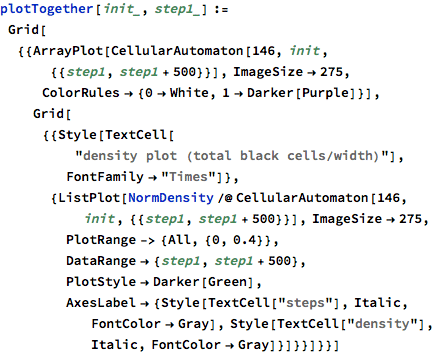 plotTogether[init_, step1_] :=
Grid[
{{ArrayPlot[CellularAutomaton[146, init,
{{step1, step1 + 500}}], ImageSize → 275,
ColorRules → {0 → White, 1 → Darker[Purple]}],
Grid[
{{Style[TextCell[
"density plot (total black cells/width)"],
FontFamily → "Times"]},
{ListPlot[NormDensity /@ CellularAutomaton[146,
init, {{step1, step1 + 500}}], ImageSize → 275,
PlotRange -> {All, {0, 0.4}},
DataRange → {step1, step1 + 500},
PlotStyle → Darker[Green],
AxesLabel → {Style[TextCell["steps"], Italic,
FontColor → Gray], Style[TextCell["density"],
Italic, FontColor → Gray]}]}}]}}]